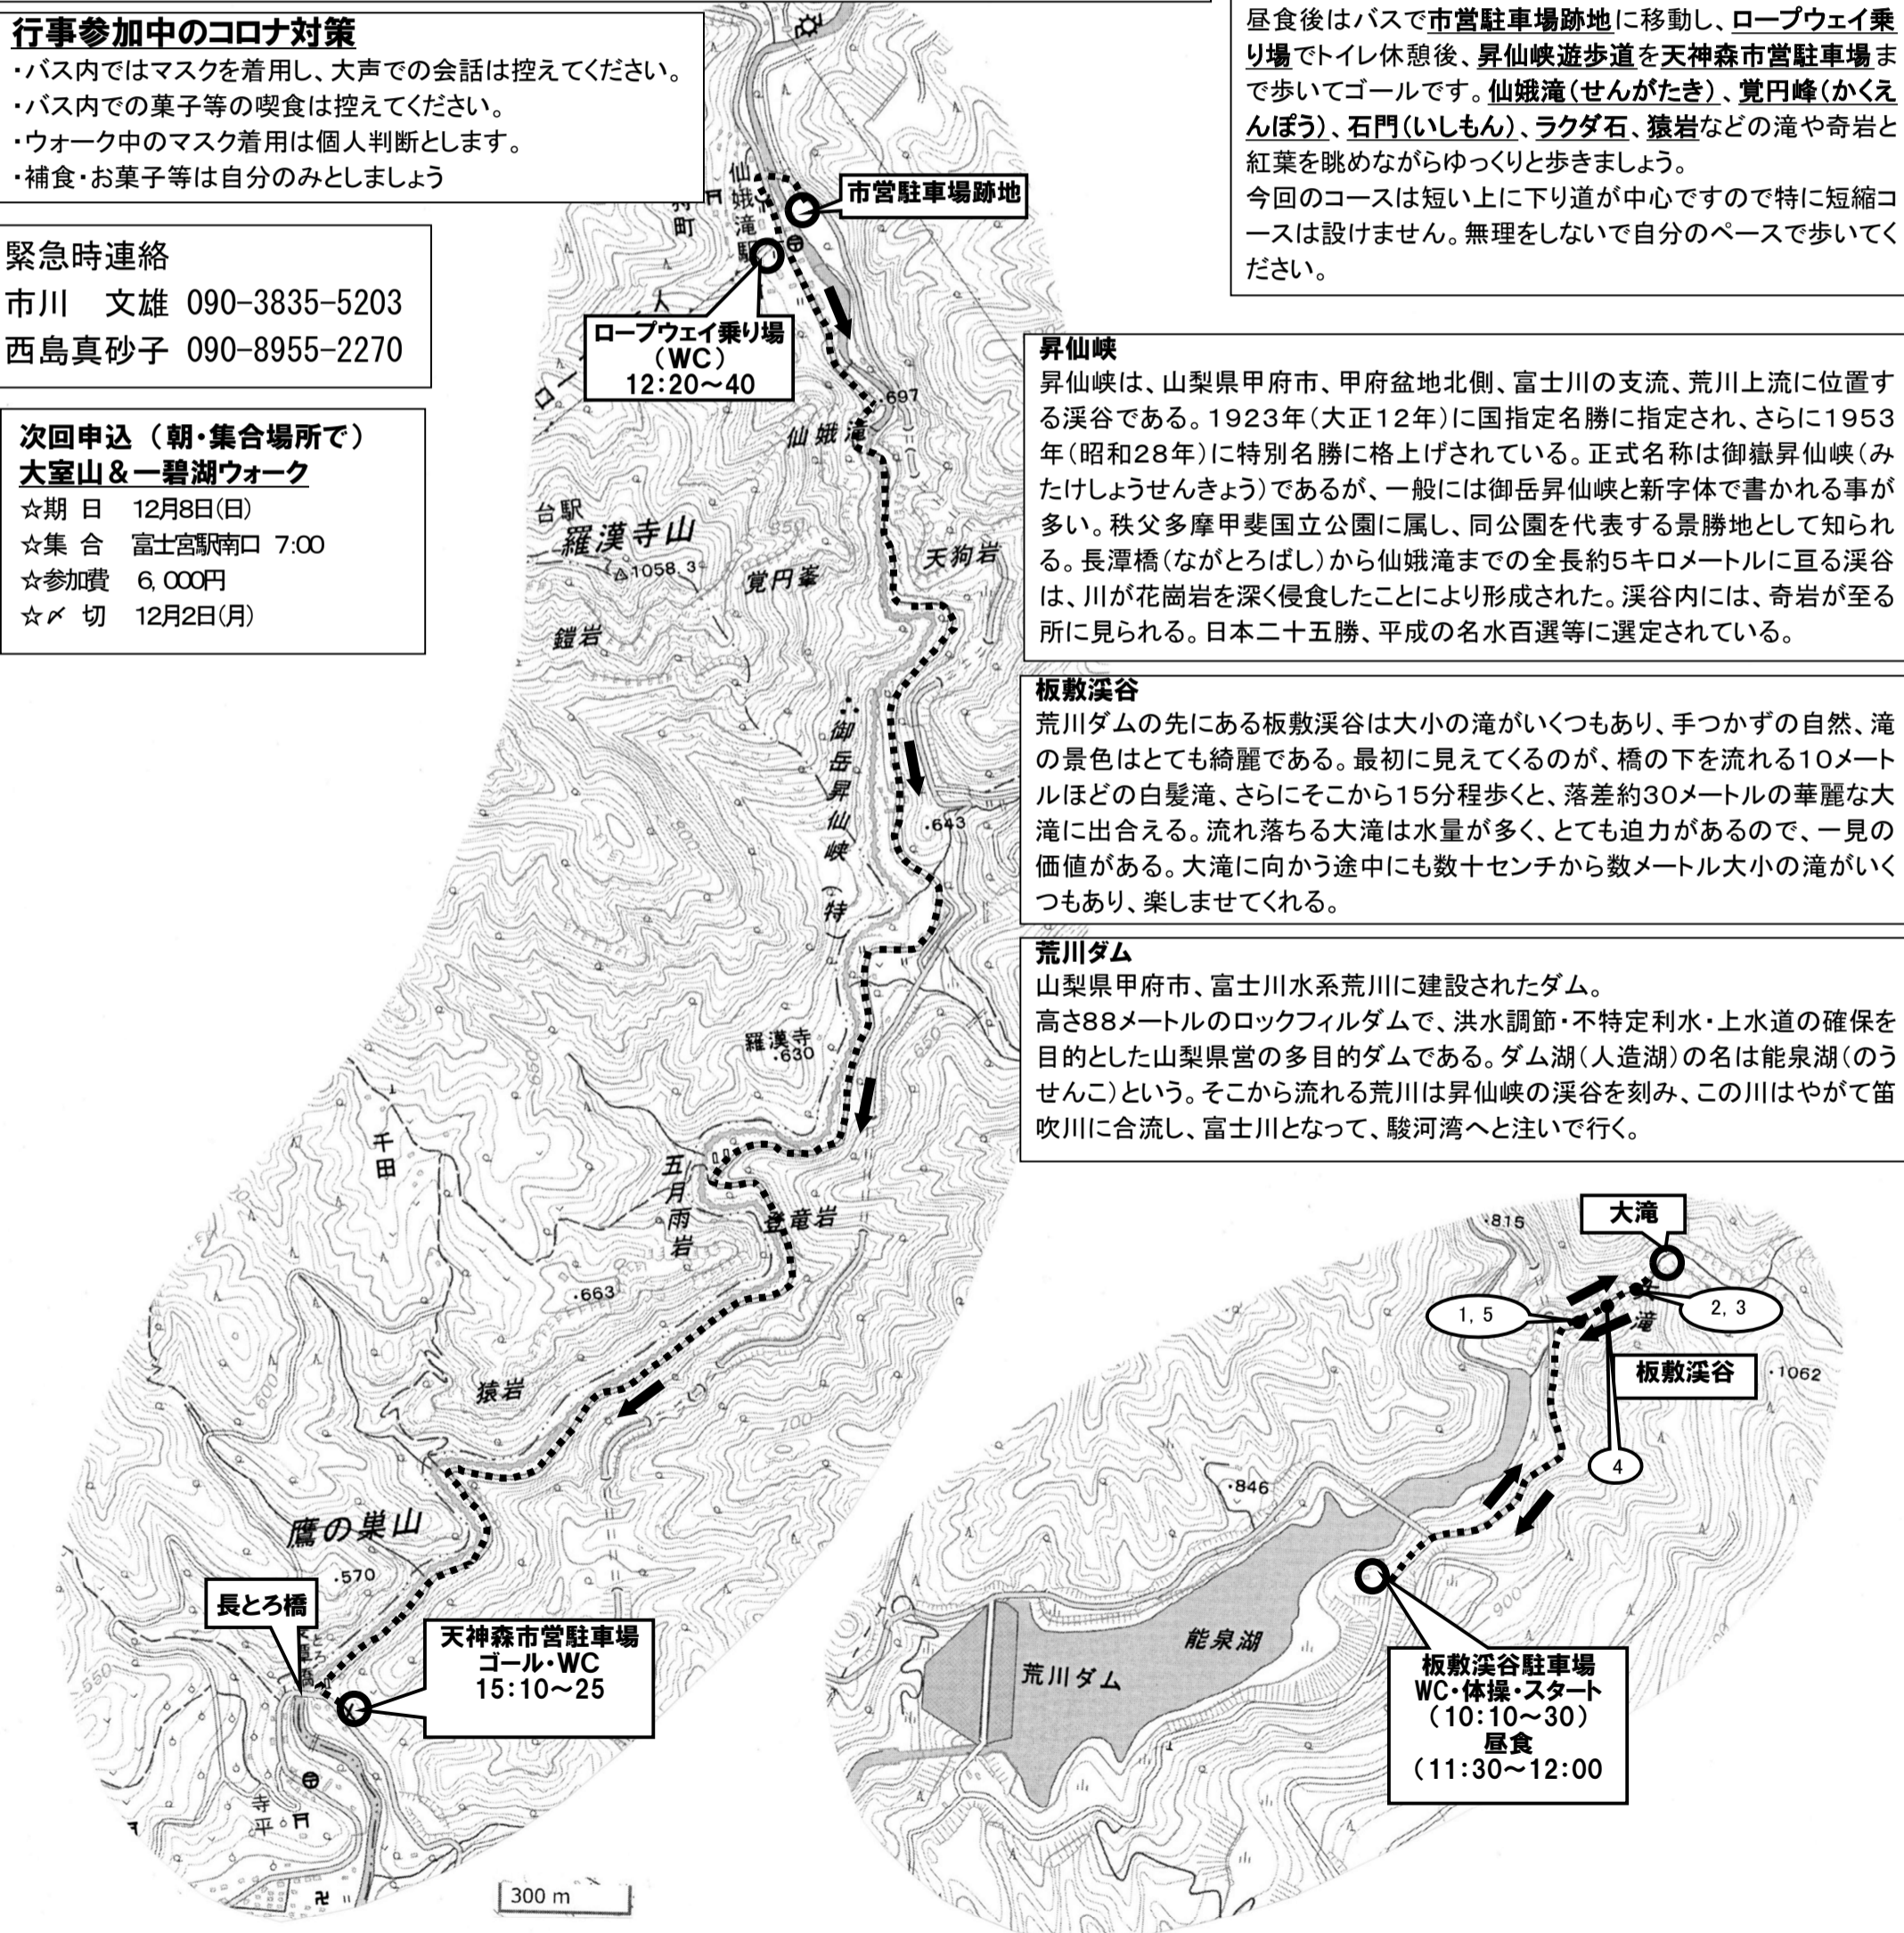 行事参加中のコロナ対策
・バス内ではマスクを着用し、大声での会話は控えてください。
・バス内での菓子等の喫食は控えてください。
・ウォーク中のマスク着用は個人判断とします。
・補食・お菓子等は自分のみとしましょう
緊急時連絡
市川　文雄 090-3835-5203
西島真砂子 090-8955-2270
次回申込（朝・集合場所で）
大室山＆一碧湖ウォーク
☆期 日　12月8日(日)
☆集 合　富士宮駅南口 7:00
☆参加費　6,000円
☆〆 切　12月2日(月)
昼食後はバスで市営駐車場跡地に移動し、ロープウェイ乗
り場でトイレ休憩後、昇仙峡遊歩道を天神森市営駐車場ま
で歩いてゴールです。仙娥滝(せんがたき)、覚円峰(かくえ
んぽう)、石門(いしもん)、ラクダ石、猿岩などの滝や奇岩と
紅葉を眺めながらゆっくりと歩きましょう。
今回のコースは短い上に下り道が中心ですので特に短縮コ
ースは設けません。無理をしないで自分のペースで歩いてく
ださい。
昇仙峡
昇仙峡は、山梨県甲府市、甲府盆地北側、富士川の支流、荒川上流に位置す
る渓谷である。1923年(大正12年)に国指定名勝に指定され、さらに1953
年(昭和28年)に特別名勝に格上げされている。正式名称は御嶽昇仙峡(み
たけしょうせんきょう)であるが、一般には御岳昇仙峡と新字体で書かれる事が
多い。秩父多摩甲斐国立公園に属し、同公園を代表する景勝地として知られ
る。長潭橋(ながとろばし)から仙娥滝までの全長約5キロメートルに亘る渓谷
は、川が花崗岩を深く侵食したことにより形成された。渓谷内には、奇岩が至る
所に見られる。日本二十五勝、平成の名水百選等に選定されている。
板敷渓谷
荒川ダムの先にある板敷渓谷は大小の滝がいくつもあり、手つかずの自然、滝
の景色はとても綺麗である。最初に見えてくるのが、橋の下を流れる10メート
ルほどの白髪滝、さらにそこから15分程歩くと、落差約30メートルの華麗な大
滝に出合える。流れ落ちる大滝は水量が多く、とても迫力があるので、一見の
価値がある。大滝に向かう途中にも数十センチから数メートル大小の滝がいく
つもあり、楽しませてくれる。
荒川ダム
山梨県甲府市、富士川水系荒川に建設されたダム。
高さ88メートルのロックフィルダムで、洪水調節・不特定利水・上水道の確保を
目的とした山梨県営の多目的ダムである。ダム湖(人造湖)の名は能泉湖(のう
せんこ)という。そこから流れる荒川は昇仙峡の渓谷を刻み、この川はやがて笛
吹川に合流し、富士川となって、駿河湾へと注いで行く。
市営駐車場跡地
仙娥滝駅
町
ロープウェイ乗り場
(WC)
12:20～40
697
仙娥滝
台駅
羅漢寺山
1058.3
850
覚円峯
天狗岩
鎧岩
御岳昇仙峡（特）
643
800
羅漢寺
630
650
650
千田
五月雨岩
登竜岩
663
600
猿岩
700
鷹の巣山
570
長とろ橋
550
天神森市営駐車場
ゴール・WC
15:10～25
寺平
300 m
大滝
815
1, 5
2, 3
滝
板敷渓谷
1062
4
846
900
能泉湖
荒川ダム
板敷渓谷駐車場
WC・体操・スタート
(10:10～30)
昼食
(11:30～12:00